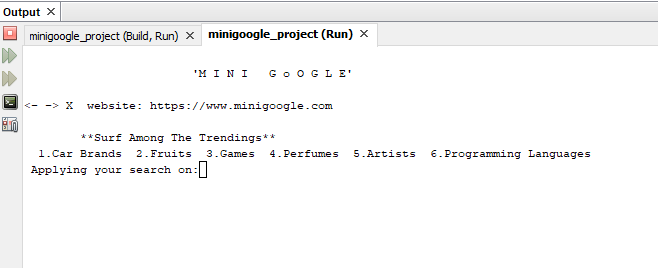 Output ×
minigoogle_project (Build, Run) × minigoogle_project (Run) ×
'M I N I   G o O G L E'
<- -> X  website: https://www.minigoogle.com
**Surf Among The Trendings**
1.Car Brands  2.Fruits  3.Games  4.Perfumes  5.Artists  6.Programming Languages
Applying your search on: